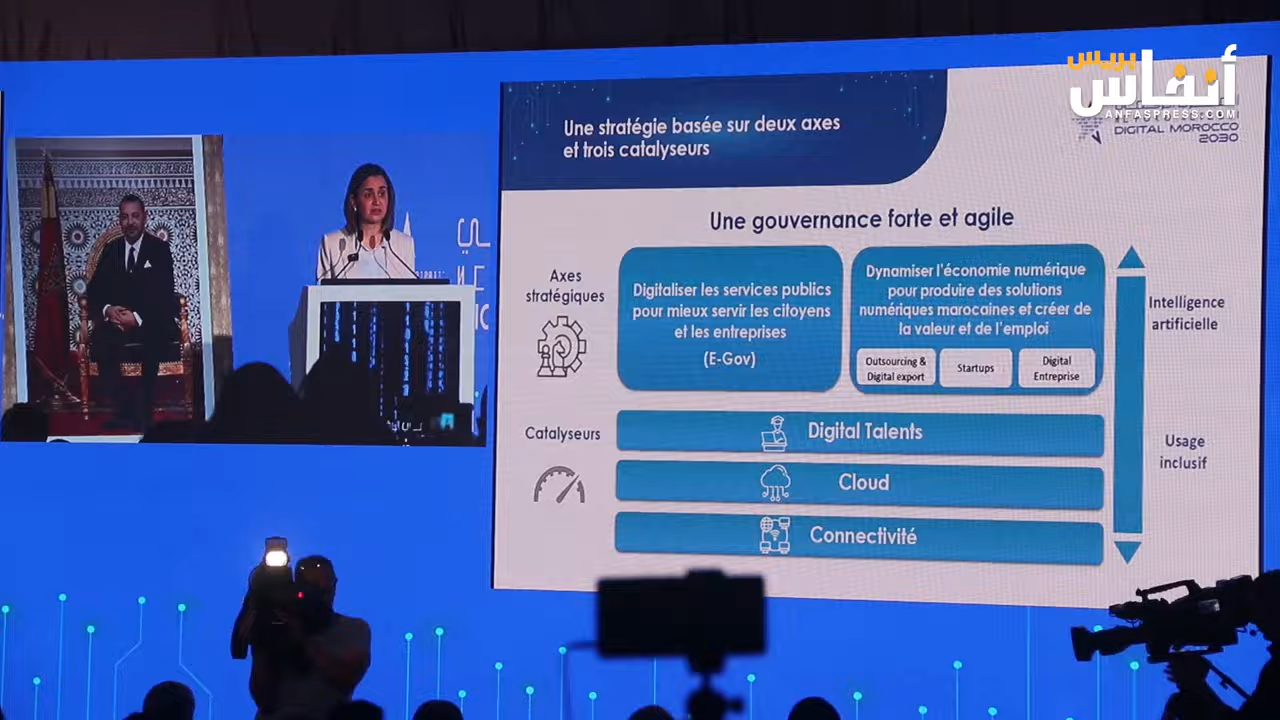 أنفاس بريس
ANFASPRESS.COM
DIGITAL MOROCCO
2030
Une stratégie basée sur deux axes
et trois catalyseurs
Une gouvernance forte et agile
Axes
stratégiques
Digitaliser les services publics
pour mieux servir les citoyens
et les entreprises
(E-Gov)
Dynamiser l'économie numérique
pour produire des solutions
numériques marocaines et créer de
la valeur et de l'emploi
Outsourcing &
Digital export
Startups
Digital
Entreprise
Intelligence
artificielle
Catalyseurs
Digital Talents
Cloud
Connectivité
Usage
inclusif